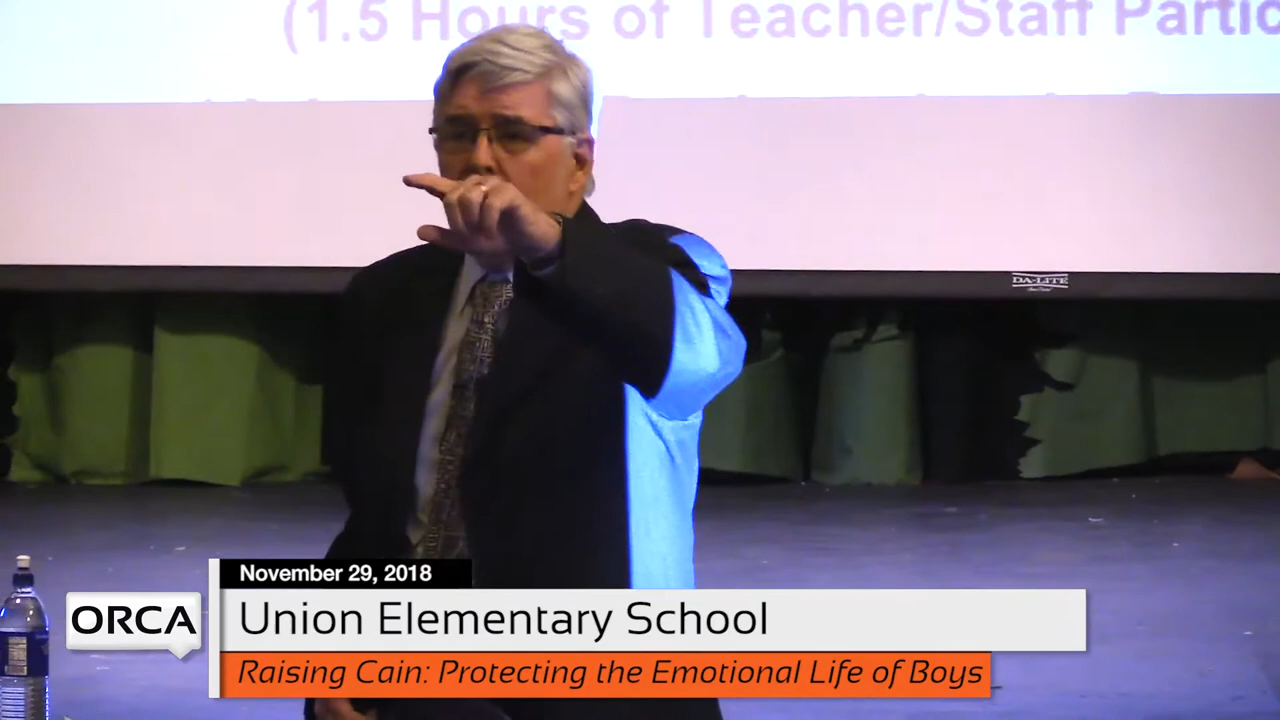 (1.5 Hours of Teacher/Staff Partic
DA-LITE
November 29, 2018
ORCA
Union Elementary School
Raising Cain: Protecting the Emotional Life of Boys